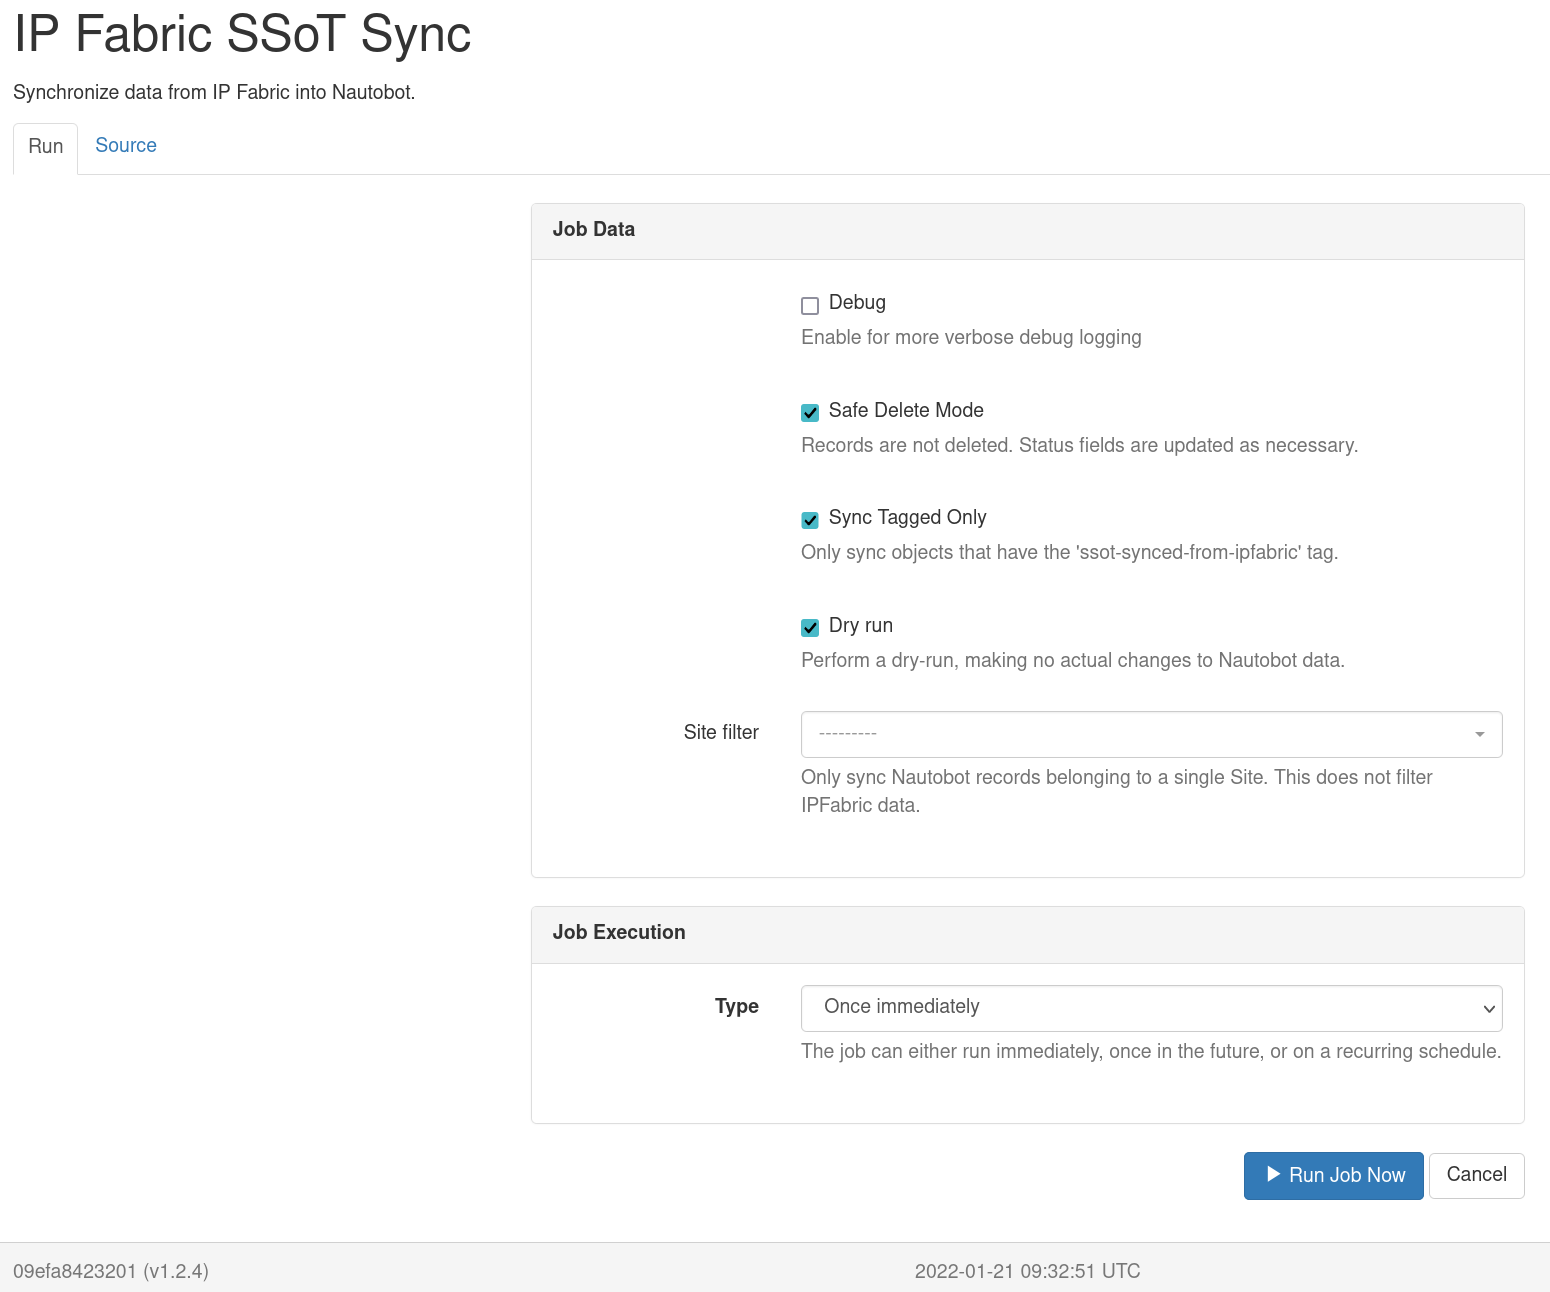 IP Fabric SSoT Sync
Synchronize data from IP Fabric into Nautobot.
Run
Source
Job Data
Debug
Enable for more verbose debug logging
Safe Delete Mode
Records are not deleted. Status fields are updated as necessary.
Sync Tagged Only
Only sync objects that have the 'ssot-synced-from-ipfabric' tag.
Dry run
Perform a dry-run, making no actual changes to Nautobot data.
Site filter
---------
Only sync Nautobot records belonging to a single Site. This does not filter
IPFabric data.
Job Execution
Type
Once immediately
The job can either run immediately, once in the future, or on a recurring schedule.
Run Job Now
Cancel
09efa8423201 (v1.2.4)
2022-01-21 09:32:51 UTC